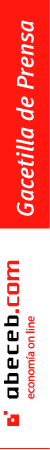 Gacetilla de Prensa
abeceb.com
economía on line